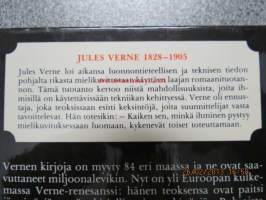 JULES VERNE 1828–1905
Jules Verne loi aikansa luonnontieteellisen ja teknisen tiedon
pohjalta rikasta mielikuvitustaan käyttäen laajan romaanituotan-
non. Tämä tuotanto kertoo niistä mahdollisuuksista, joita ih-
misillä on käytettävissään tekniikan kehittyessä. Verne oli ennus-
taja, joka teoksissaan esitti keksintöjä, joita suunnittelijat vasta
tavoittelevat. Hän totesikin: – Kaiken sen, minkä ihminen pystyy
mielikuvituksessaan luomaan, kykenevät toiset toteuttamaan.
Vernen kirjoja on myyty 84 eri maassa ja ne ovat saa-
vuttaneet miljoonalevikin. Nyt on yli Euroopan kulke-
massa Verne-renesanssi: hänen teoksensa ovat paitsi